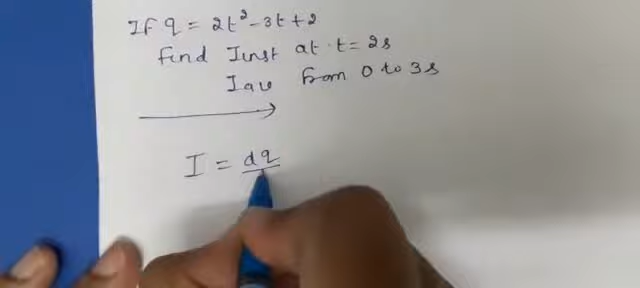 If q = 2t² - 3t + 2
find Iinst at t = 2s
Iav from 0 to 3s
I = dq